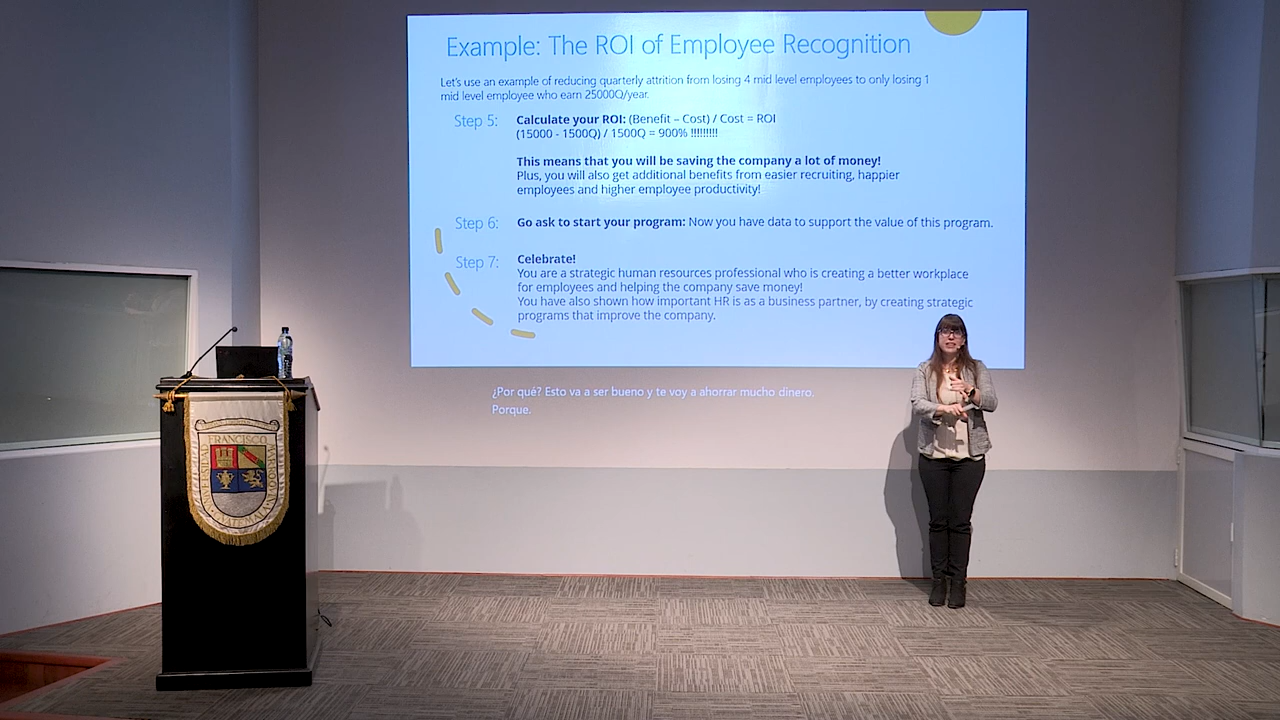 Example: The ROI of Employee Recognition
Let's use an example of reducing quarterly attrition from losing 4 mid level employees to only losing 1
mid level employee who earn 25000Q/year.
Step 5:
Calculate your ROI: (Benefit – Cost) / Cost = ROI
(15000 - 1500Q) / 1500Q = 900% !!!!!!!!!
This means that you will be saving the company a lot of money!
Plus, you will also get additional benefits from easier recruiting, happier
employees and higher employee productivity!
Step 6:
Go ask to start your program: Now you have data to support the value of this program.
Step 7:
Celebrate!
You are a strategic human resources professional who is creating a better workplace
for employees and helping the company save money!
You have also shown how important HR is as a business partner, by creating strategic
programs that improve the company.
¿Por qué? Esto va a ser bueno y te voy a ahorrar mucho dinero.
Porque.
FRANCISCO